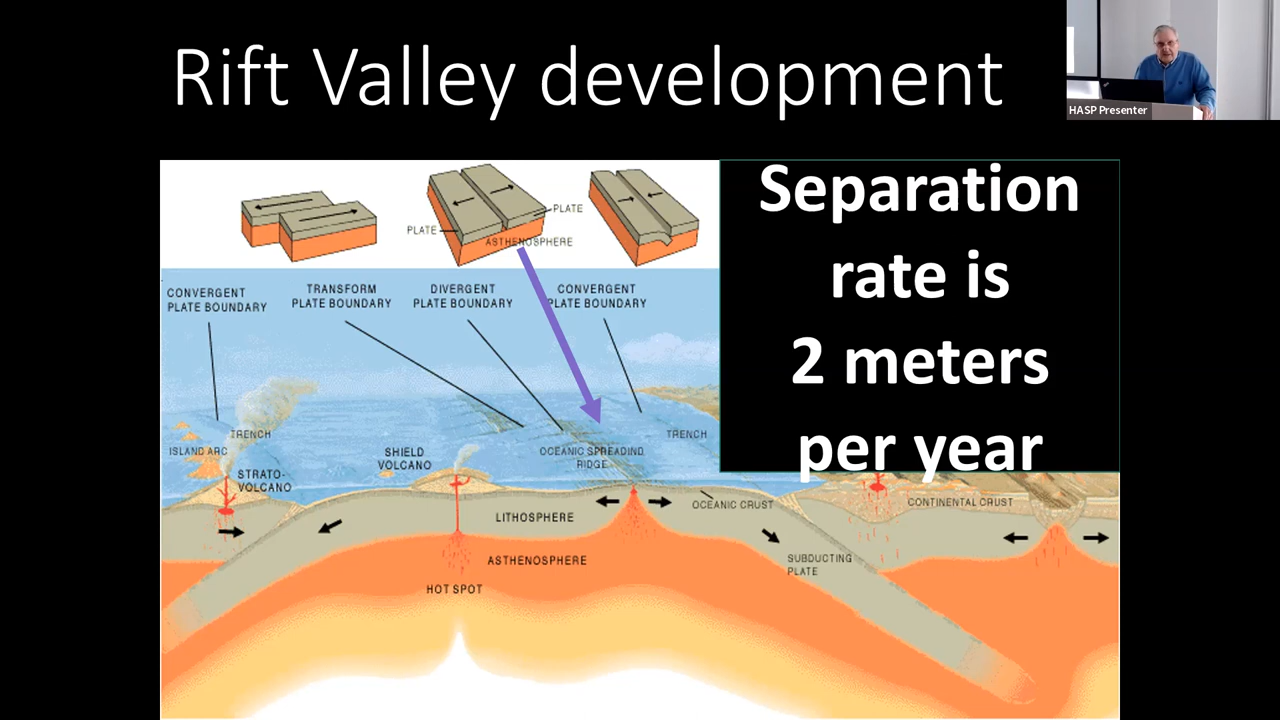 Rift Valley development
HASP Presenter
Separation
rate is
2 meters
per year
PLATE
PLATE
ASTHENOSPHERE
CONVERGENT
PLATE BOUNDARY
TRANSFORM
PLATE BOUNDARY
DIVERGENT
PLATE BOUNDARY
CONVERGENT
PLATE BOUNDARY
TRENCH
ISLAND ARC
STRATO-
VOLCANO
SHIELD
VOLCANO
OCEANIC SPREADING
RIDGE
TRENCH
LITHOSPHERE
OCEANIC CRUST
CONTINENTAL CRUST
ASTHENOSPHERE
SUBDUCTING
PLATE
HOT SPOT